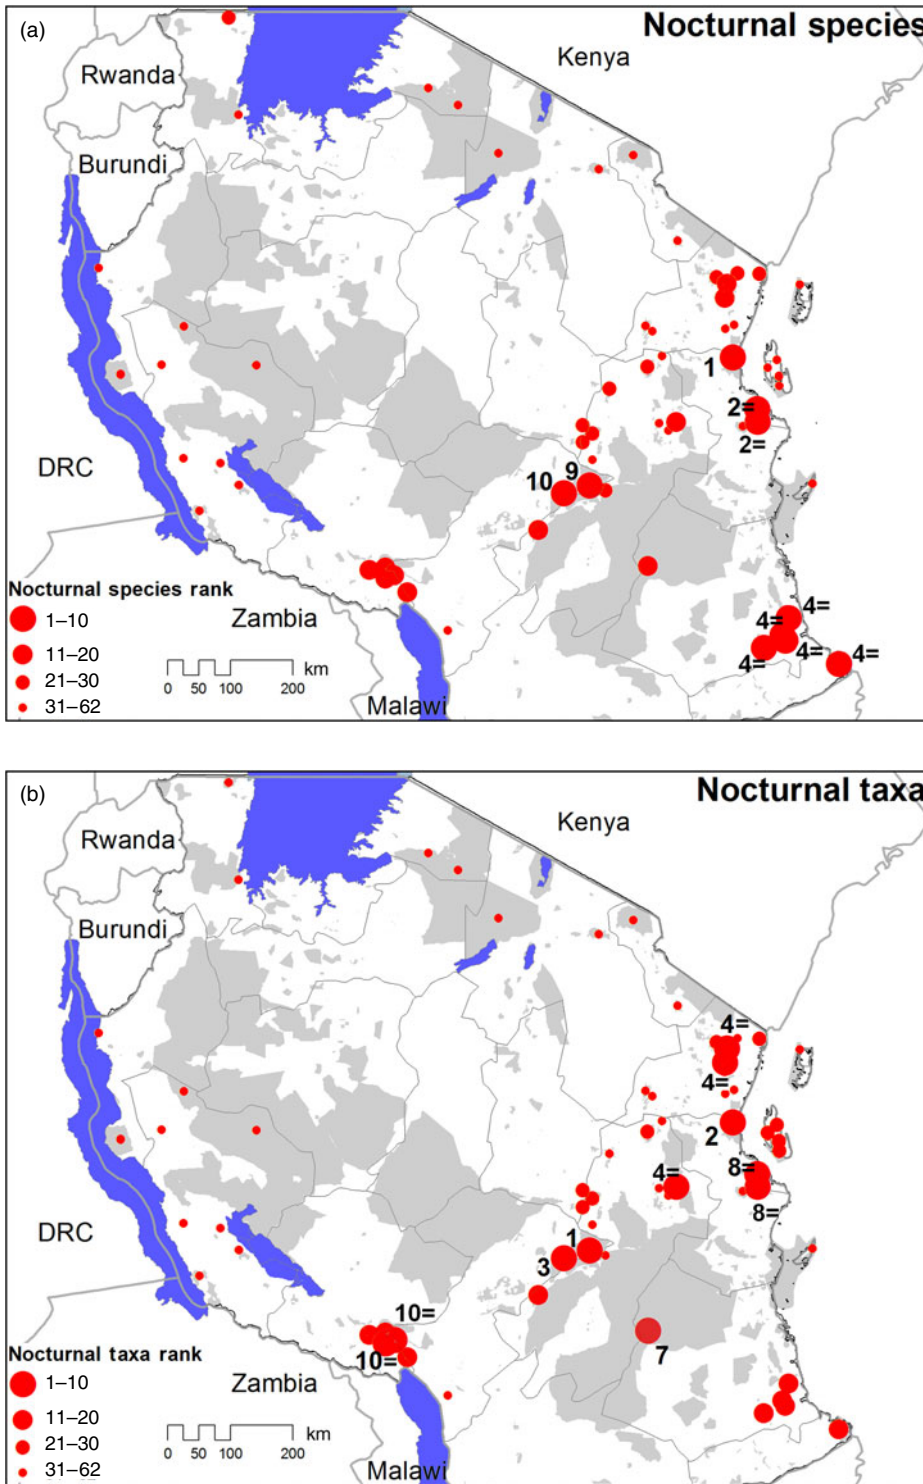 (a)
Nocturnal species
Kenya
Rwanda
Burundi
1
2=
2=
DRC
10
9
Nocturnal species rank
1–10
11–20
21–30
31–62
Zambia
km
0 50 100 200
Malawi
4=
4=
4=
4=
4=
(b)
Nocturnal taxa
Kenya
Rwanda
Burundi
4=
4=
2
4=
8=
8=
DRC
1
3
10=
10=
7
Nocturnal taxa rank
1–10
11–20
21–30
31–62
Zambia
km
0 50 100 200
Malawi